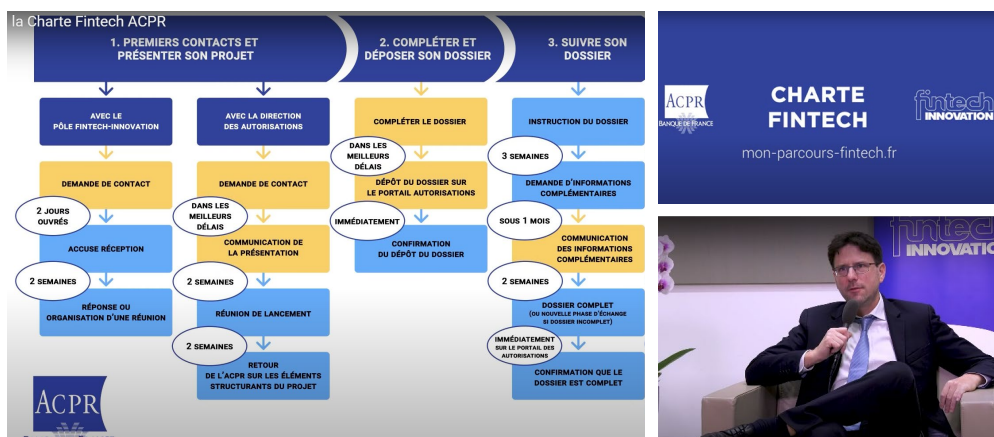 la Charte Fintech ACPR
1. PREMIERS CONTACTS ET
PRÉSENTER SON PROJET
2. COMPLÉTER ET
DÉPOSER SON DOSSIER
3. SUIVRE SON
DOSSIER
AVEC LE
PÔLE FINTECH-INNOVATION
DEMANDE DE CONTACT
2 JOURS
OUVRÉS
ACCUSE RÉCEPTION
2 SEMAINES
RÉPONSE OU
ORGANISATION D'UNE RÉUNION
AVEC LA DIRECTION
DES AUTORISATIONS
DEMANDE DE CONTACT
DANS LES
MEILLEURS
DÉLAIS
COMMUNICATION DE
LA PRÉSENTATION
2 SEMAINES
RÉUNION DE LANCEMENT
2 SEMAINES
RETOUR
DE L'ACPR SUR LES ÉLÉMENTS
STRUCTURANTS DU PROJET
COMPLÉTER LE DOSSIER
DANS LES
MEILLEURS
DÉLAIS
DÉPÔT DU DOSSIER SUR
LE PORTAIL AUTORISATIONS
IMMÉDIATEMENT
CONFIRMATION
DU DÉPÔT DU DOSSIER
INSTRUCTION DU DOSSIER
3 SEMAINES
DEMANDE D'INFORMATIONS
COMPLÉMENTAIRES
SOUS 1 MOIS
COMMUNICATION
DES INFORMATIONS
COMPLÉMENTAIRES
2 SEMAINES
DOSSIER COMPLET
(OU NOUVELLE PHASE D'ÉCHANGE
SI DOSSIER INCOMPLET)
IMMÉDIATEMENT
SUR LE PORTAIL DES
AUTORISATIONS
CONFIRMATION QUE LE
DOSSIER EST COMPLET
ACPR
ACPR
BANQUE DE FRANCE
CHARTE
FINTECH
mon-parcours-fintech.fr
fintech
INNOVATION
fintech
INNOVATIO